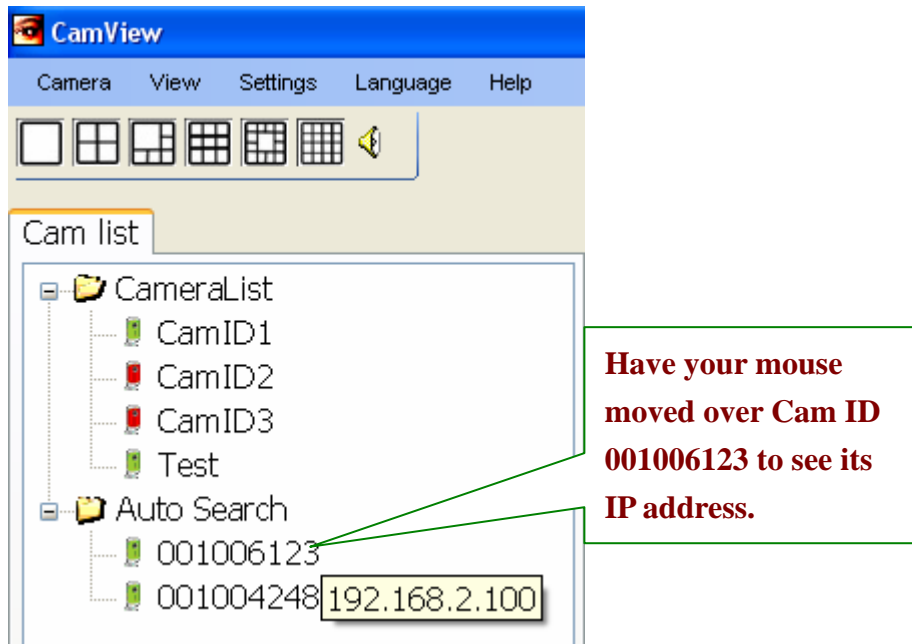 CamView
Camera View Settings Language Help
Cam list
CameraList
CamID1
CamID2
CamID3
Test
Auto Search
001006123
001004248
192.168.2.100
Have your mouse
moved over Cam ID
001006123 to see its
IP address.